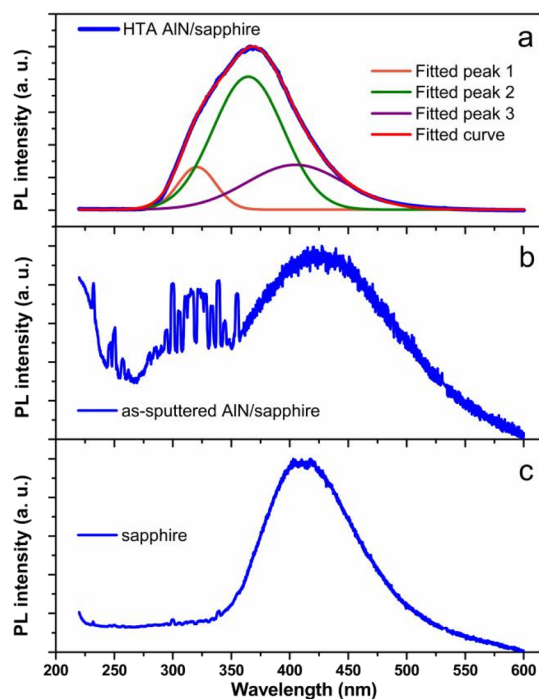 HTA AlN/sapphire
a
Fitted peak 1
Fitted peak 2
Fitted peak 3
Fitted curve
PL intensity (a. u.)
b
as-sputtered AlN/sapphire
PL intensity (a. u.)
c
sapphire
PL intensity (a. u.)
200 250 300 350 400 450 500 550 600
Wavelength (nm)